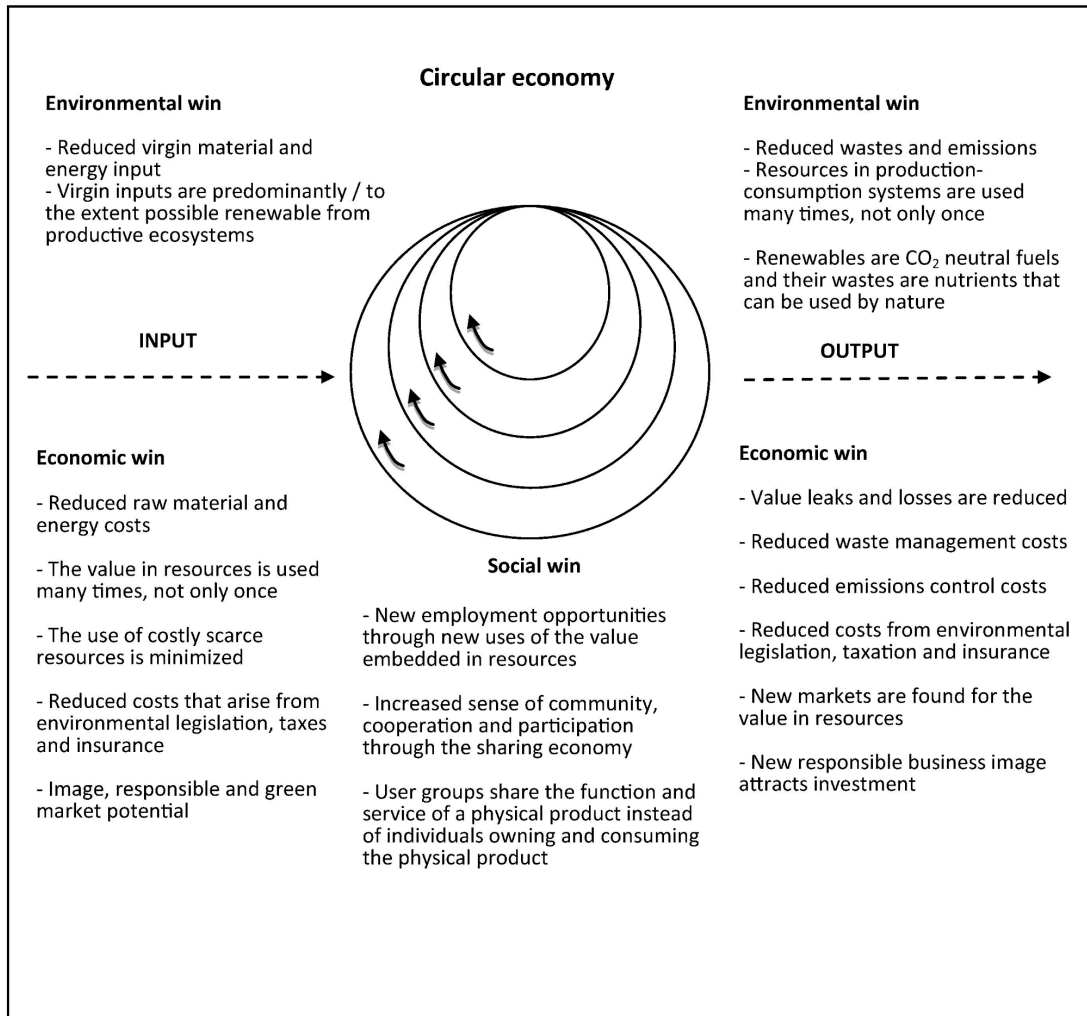 Circular economy
Environmental win
- Reduced virgin material and
energy input
- Virgin inputs are predominantly / to
the extent possible renewable from
productive ecosystems
INPUT
Economic win
- Reduced raw material and
energy costs
- The value in resources is used
many times, not only once
- The use of costly scarce
resources is minimized
- Reduced costs that arise from
environmental legislation, taxes
and insurance
- Image, responsible and green
market potential
Social win
- New employment opportunities
through new uses of the value
embedded in resources
- Increased sense of community,
cooperation and participation
through the sharing economy
- User groups share the function and
service of a physical product instead
of individuals owning and consuming
the physical product
Environmental win
- Reduced wastes and emissions
- Resources in production-
consumption systems are used
many times, not only once
- Renewables are CO₂ neutral fuels
and their wastes are nutrients that
can be used by nature
OUTPUT
Economic win
- Value leaks and losses are reduced
- Reduced waste management costs
- Reduced emissions control costs
- Reduced costs from environmental
legislation, taxation and insurance
- New markets are found for the
value in resources
- New responsible business image
attracts investment